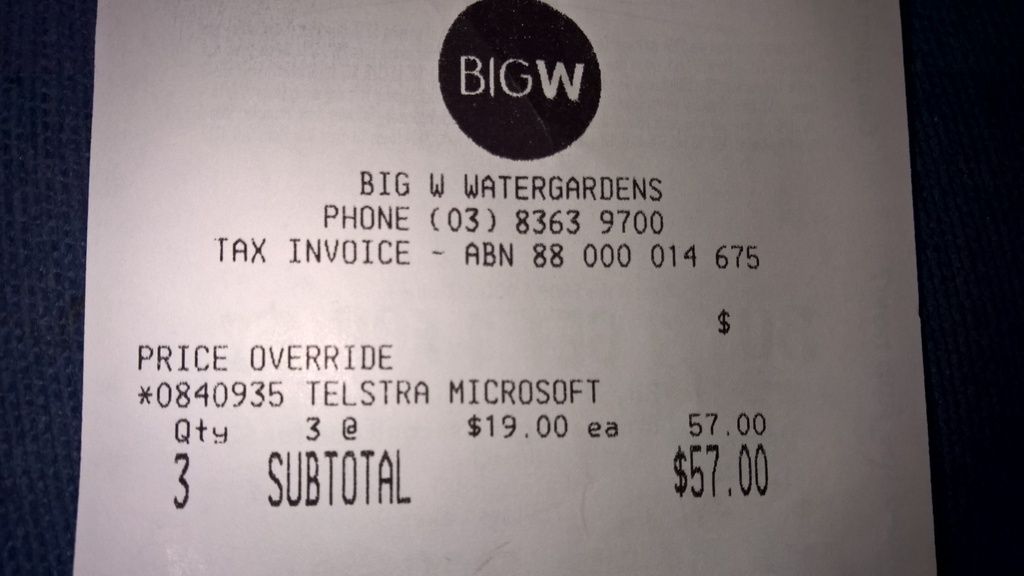 BIGW
BIG W WATERGARDENS
PHONE (03) 8363 9700
TAX INVOICE - ABN 88 000 014 675
$
PRICE OVERRIDE
*0840935 TELSTRA MICROSOFT
Qty 3 @ $19.00 ea 57.00
3 SUBTOTAL $57.00